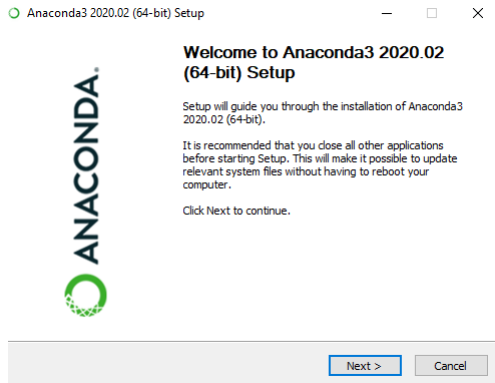 Anaconda3 2020.02 (64-bit) Setup
Welcome to Anaconda3 2020.02
(64-bit) Setup
Setup will guide you through the installation of Anaconda3
2020.02 (64-bit).
It is recommended that you close all other applications
before starting Setup. This will make it possible to update
relevant system files without having to reboot your
computer.
Click Next to continue.
ANACONDA.
Next >
Cancel